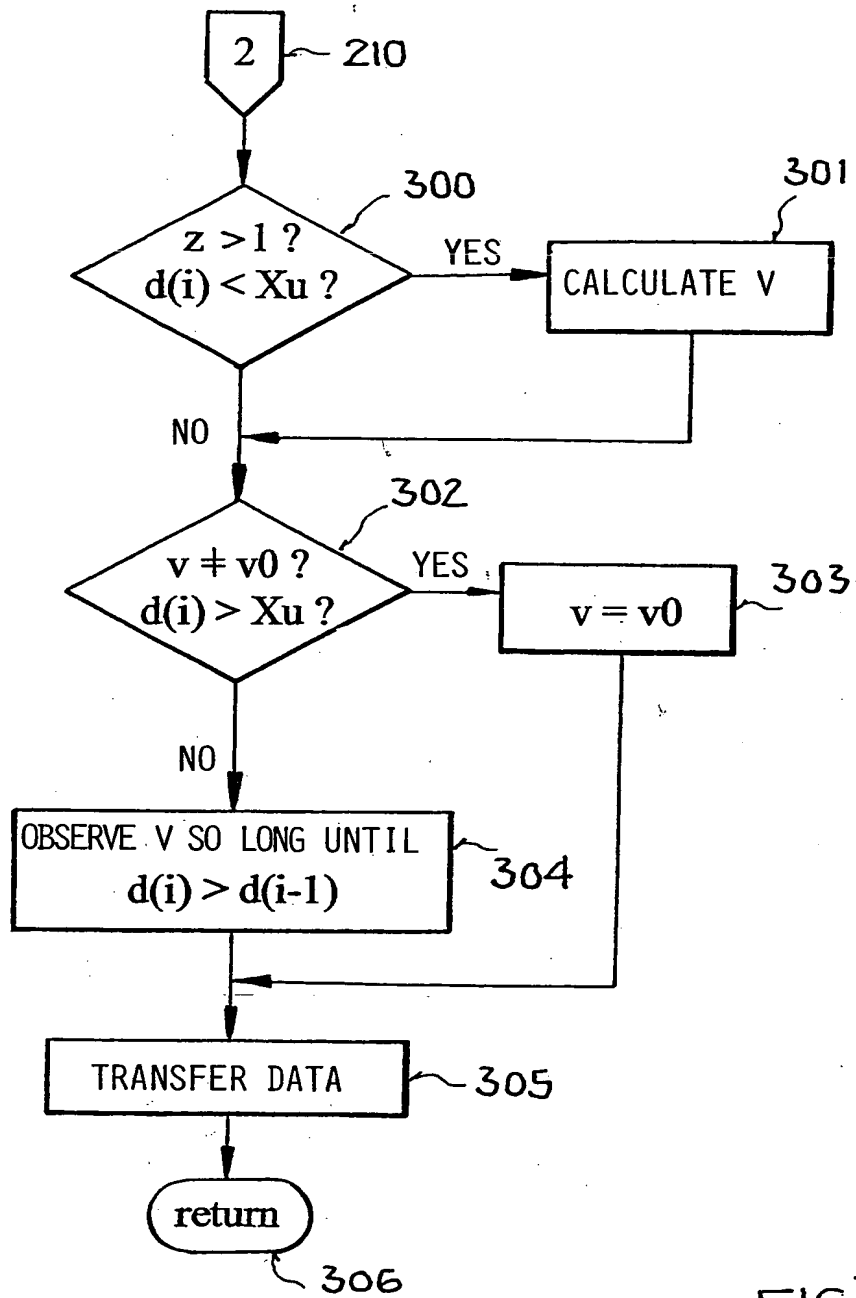 2
210
300
301
z >1 ?
d(i) < Xu ?
YES
CALCULATE V
NO
302
v ≠ v0 ?
d(i) > Xu ?
YES
v = v0
303
NO
OBSERVE V SO LONG UNTIL
d(i) > d(i-1)
304
TRANSFER DATA
305
return
306